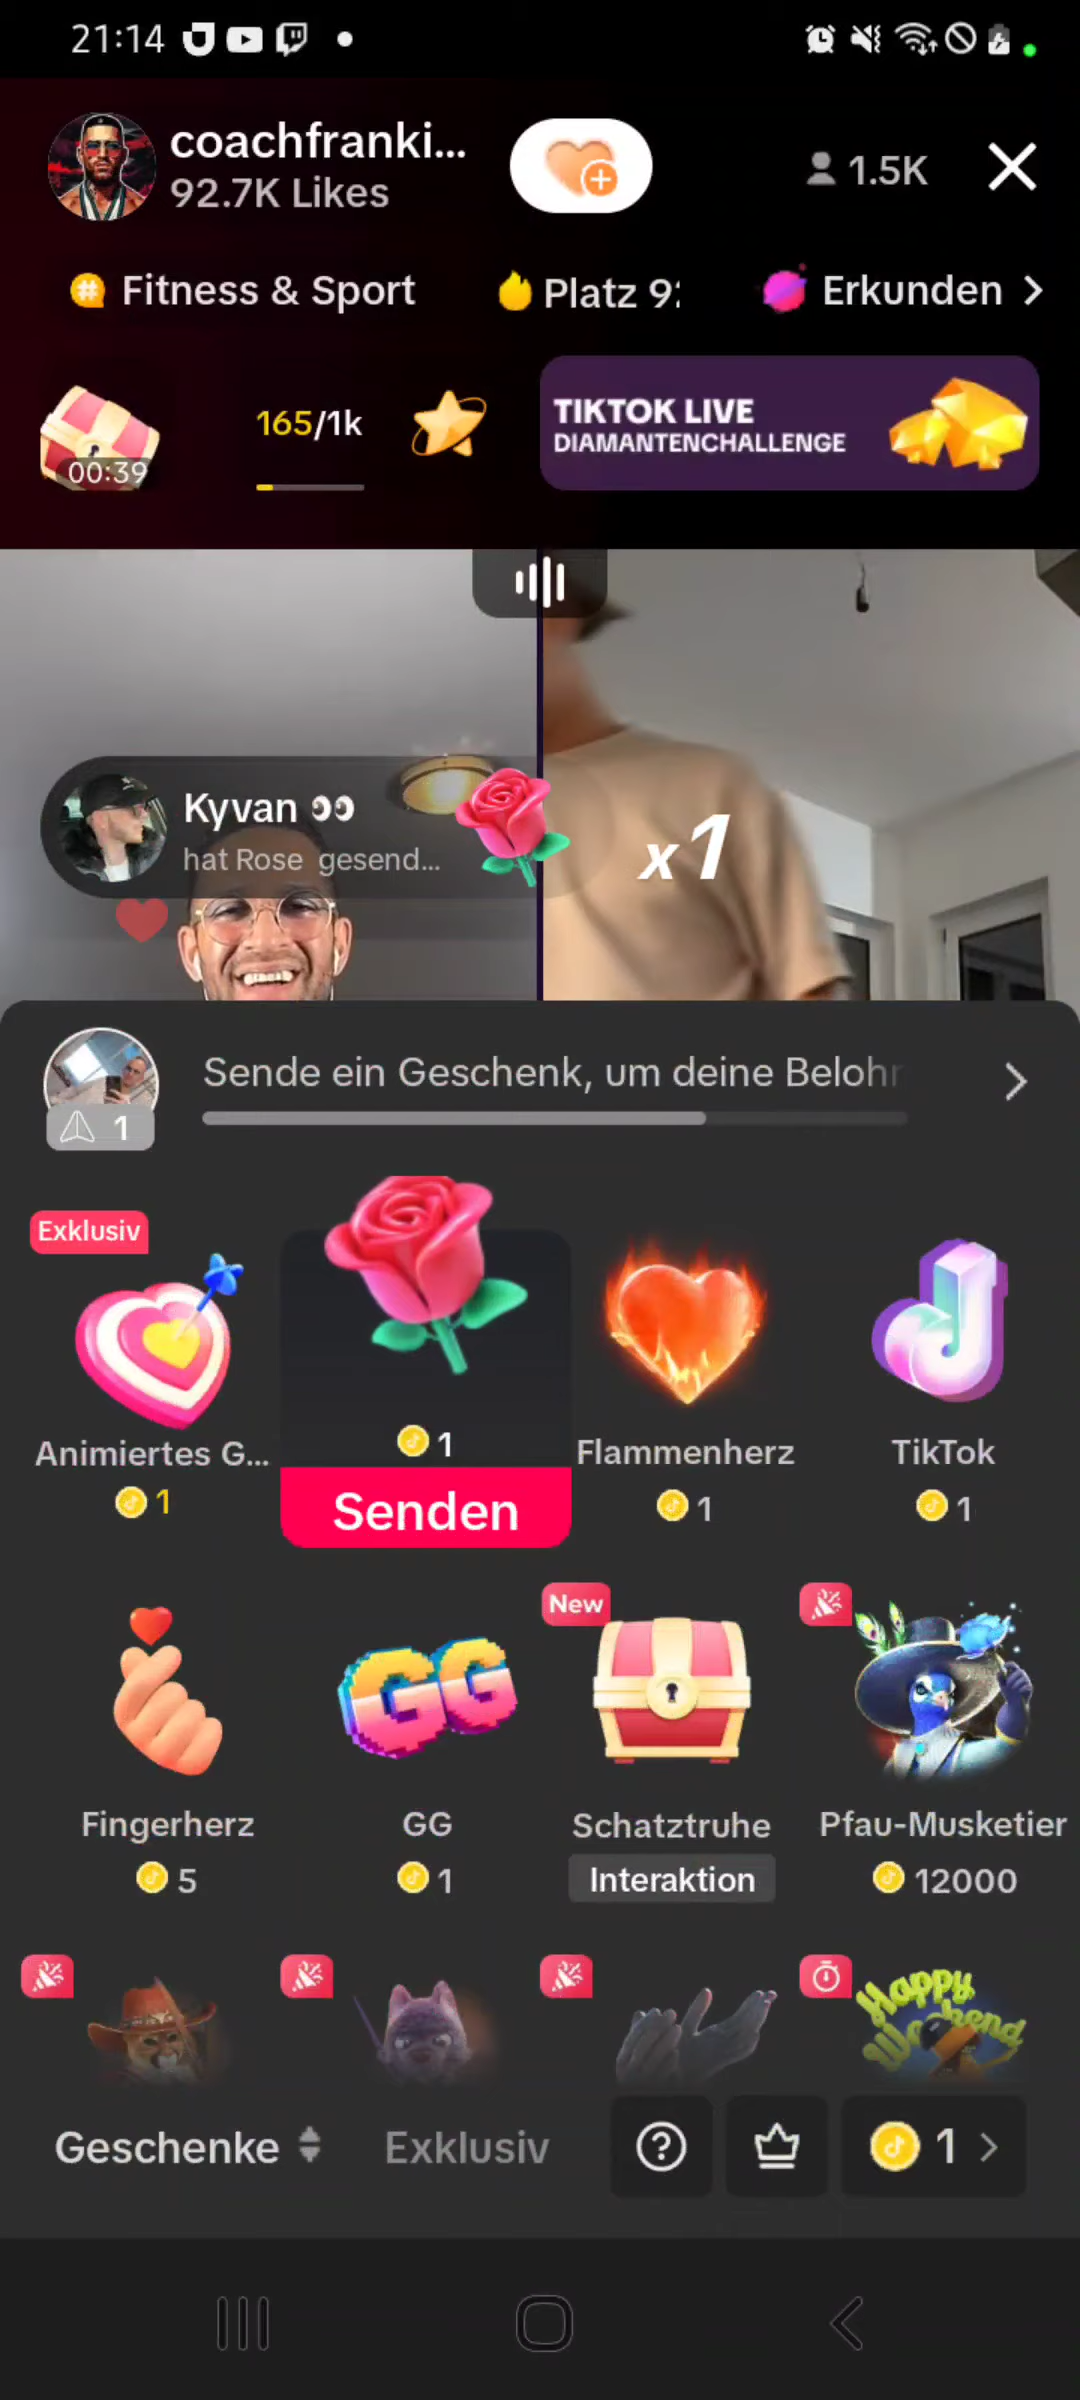 21:14
coachfranki...
92.7K Likes
1.5K
Fitness & Sport
Platz 9
Erkunden
00:39
165/1k
TIKTOK LIVE
DIAMANTENCHALLENGE
Kyvan 👀
hat Rose gesend...
x1
Sende ein Geschenk, um deine Belohn
1
Exklusiv
Animiertes G...
1
1
Senden
Flammenherz
1
TikTok
1
Fingerherz
5
GG
GG
1
New
Schatztruhe
Interaktion
Pfau-Musketier
12000
Happy
Weekend
Geschenke
Exklusiv
1